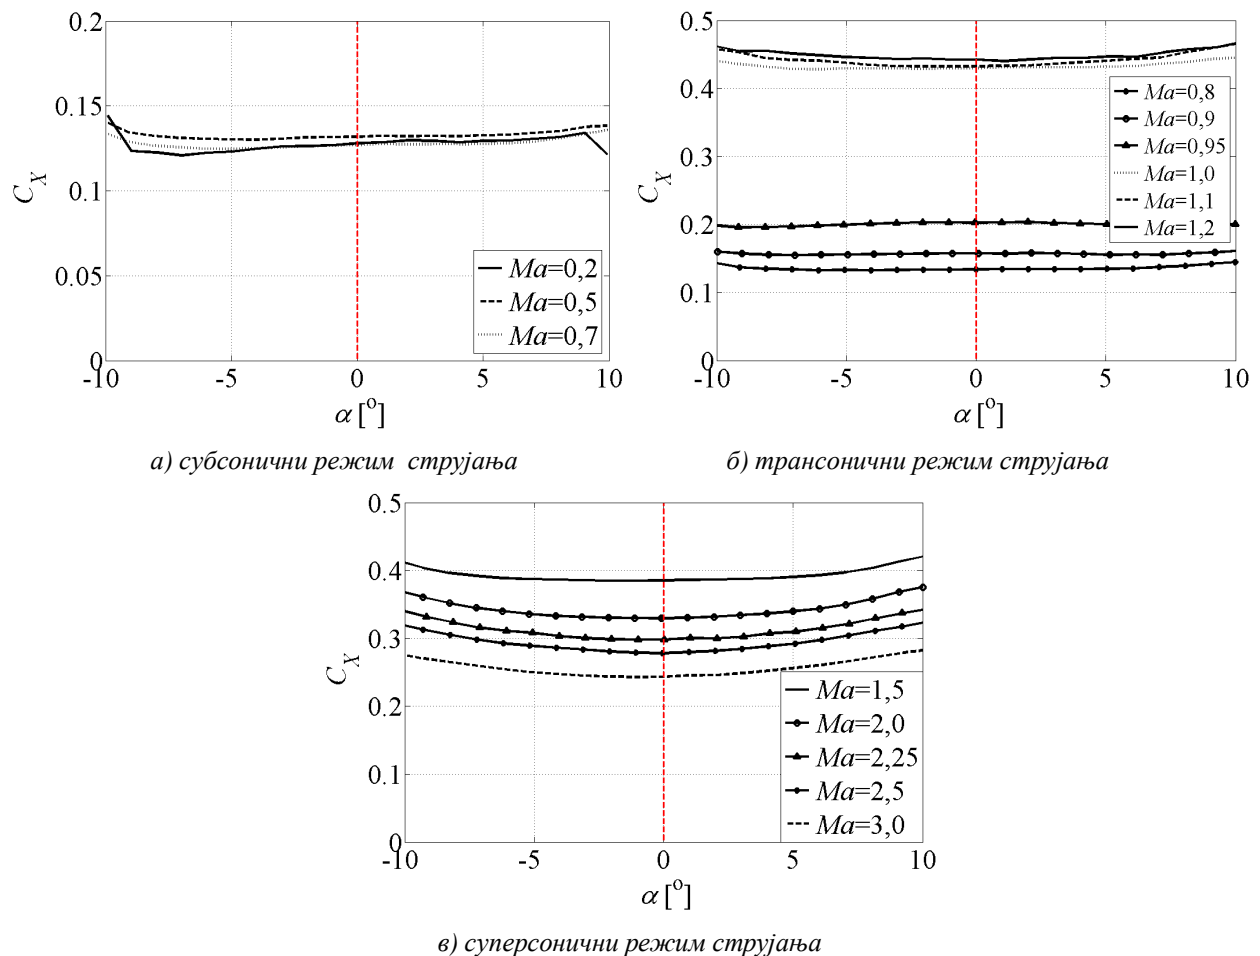 0.2
0.15
0.1
0.05
0
C_X
-10 -5 0 5 10
α [°]
Ma=0,2
Ma=0,5
Ma=0,7
а) субсонични режим струјања
0.5
0.4
0.3
0.2
0.1
0
C_X
-10 -5 0 5 10
α [°]
Ma=0,8
Ma=0,9
Ma=0,95
Ma=1,0
Ma=1,1
Ma=1,2
б) трансонични режим струјања
0.5
0.4
0.3
0.2
0.1
0
C_X
-10 -5 0 5 10
α [°]
Ma=1,5
Ma=2,0
Ma=2,25
Ma=2,5
Ma=3,0
в) суперсонични режим струјања